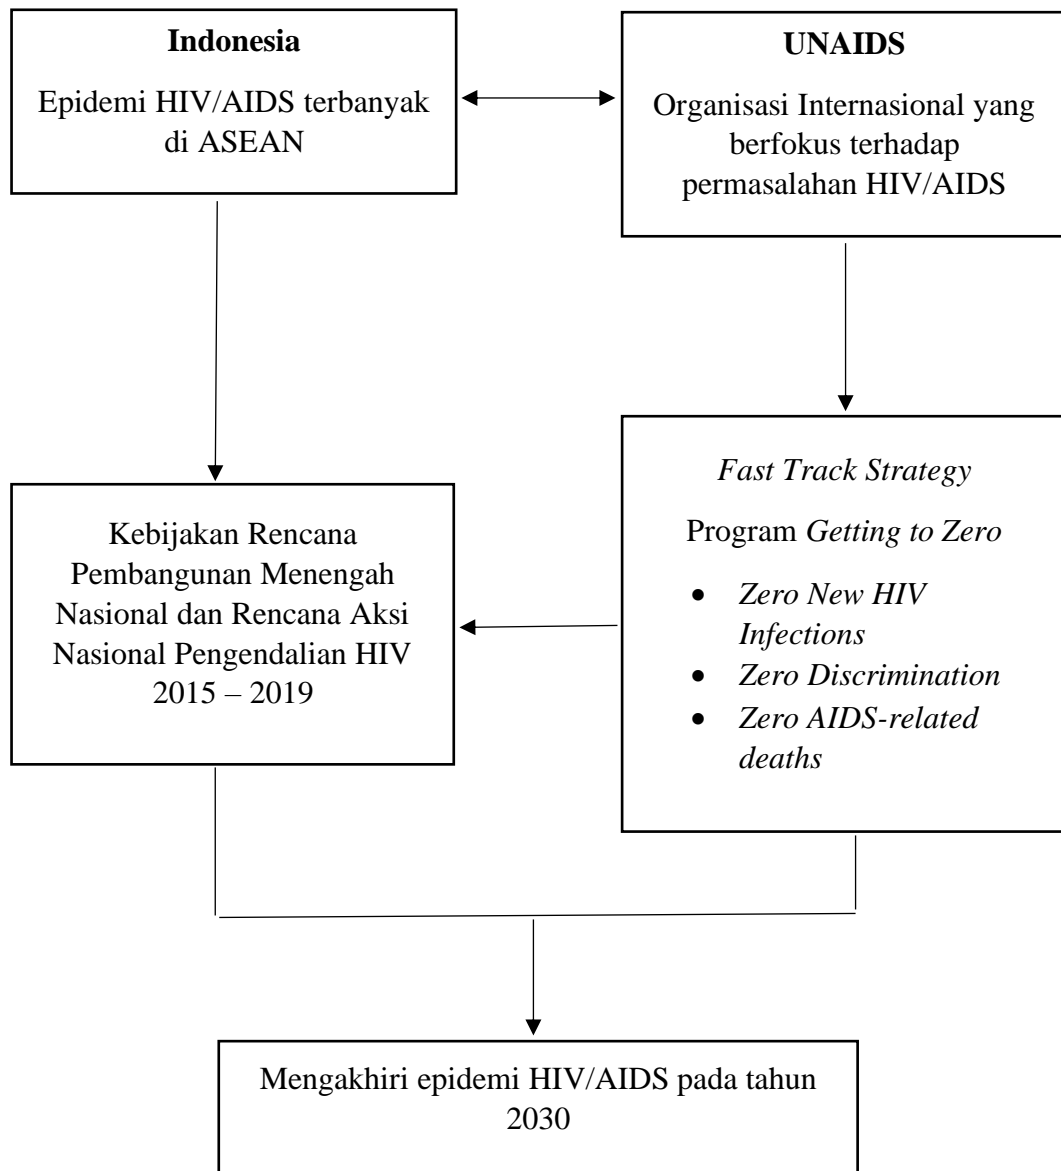 Indonesia
Epidemi HIV/AIDS terbanyak
di ASEAN
UNAIDS
Organisasi Internasional yang
berfokus terhadap
permasalahan HIV/AIDS
Kebijakan Rencana
Pembangunan Menengah
Nasional dan Rencana Aksi
Nasional Pengendalian HIV
2015 – 2019
Fast Track Strategy
Program Getting to Zero
• Zero New HIV
Infections
• Zero Discrimination
• Zero AIDS-related
deaths
Mengakhiri epidemi HIV/AIDS pada tahun
2030